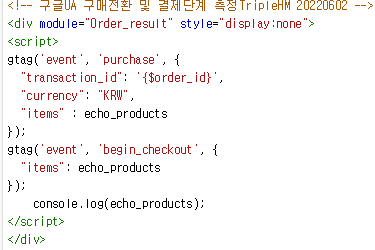 <!-- 구글UA 구매전환 및 결제단계 측정TripleHM 20220602 -->
<div module="Order_result" style="display:none">
<script>
gtag('event', 'purchase', {
  "transaction_id": '{$order_id}',
  "currency": "KRW",
  "items" : echo_products
});
gtag('event', 'begin_checkout', {
  "items": echo_products
});
    console.log(echo_products);
</script>
</div>